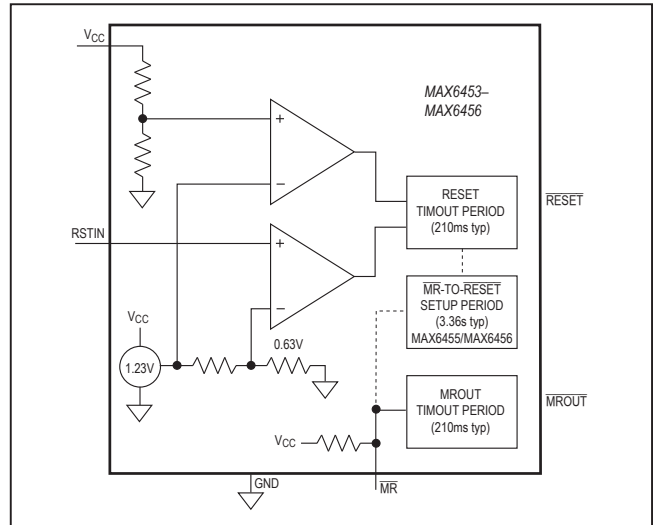 VCC
MAX6453–
MAX6456
RESET
TIMOUT PERIOD
(210ms typ)
RESET
RSTIN
MR-TO-RESET
SETUP PERIOD
(3.36s typ)
MAX6455/MAX6456
VCC
1.23V
0.63V
MROUT
TIMOUT PERIOD
(210ms typ)
MROUT
VCC
GND
MR